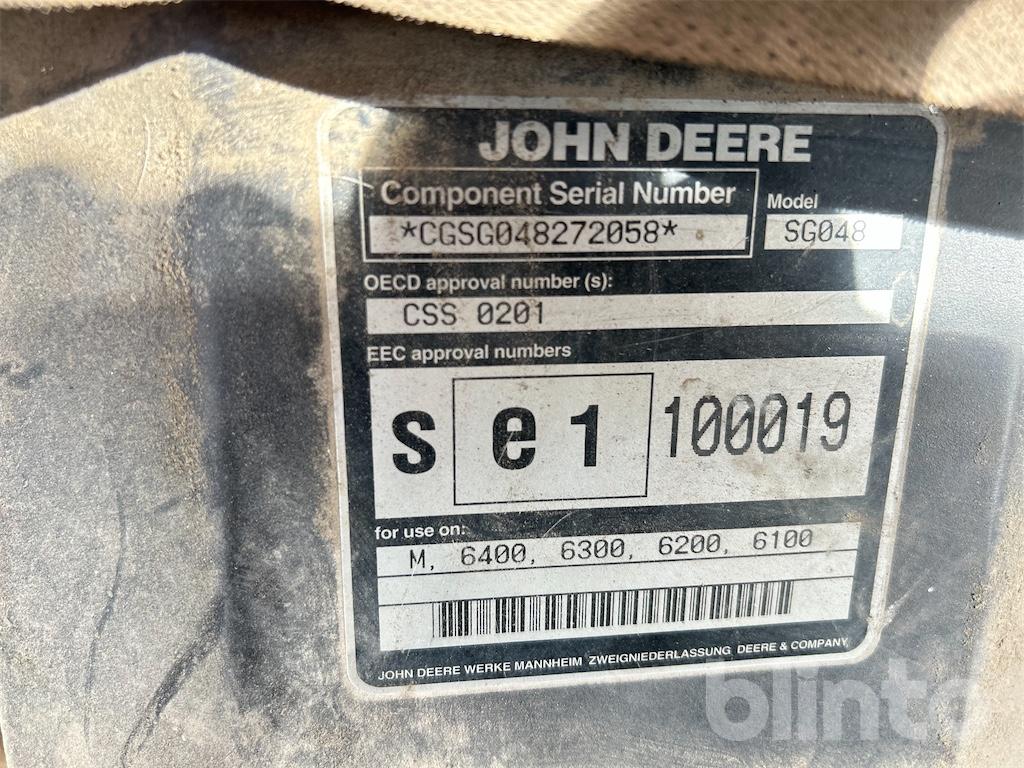 JOHN DEERE
Component Serial Number
*CGSG048272058*
Model
SG048
OECD approval number (s):
CSS 0201
EEC approval numbers
s e 1 100019
for use on:
M, 6400, 6300, 6200, 6100
JOHN DEERE WERKE MANNHEIM ZWEIGNIEDERLASSUNG DEERE & COMPANY
blinto